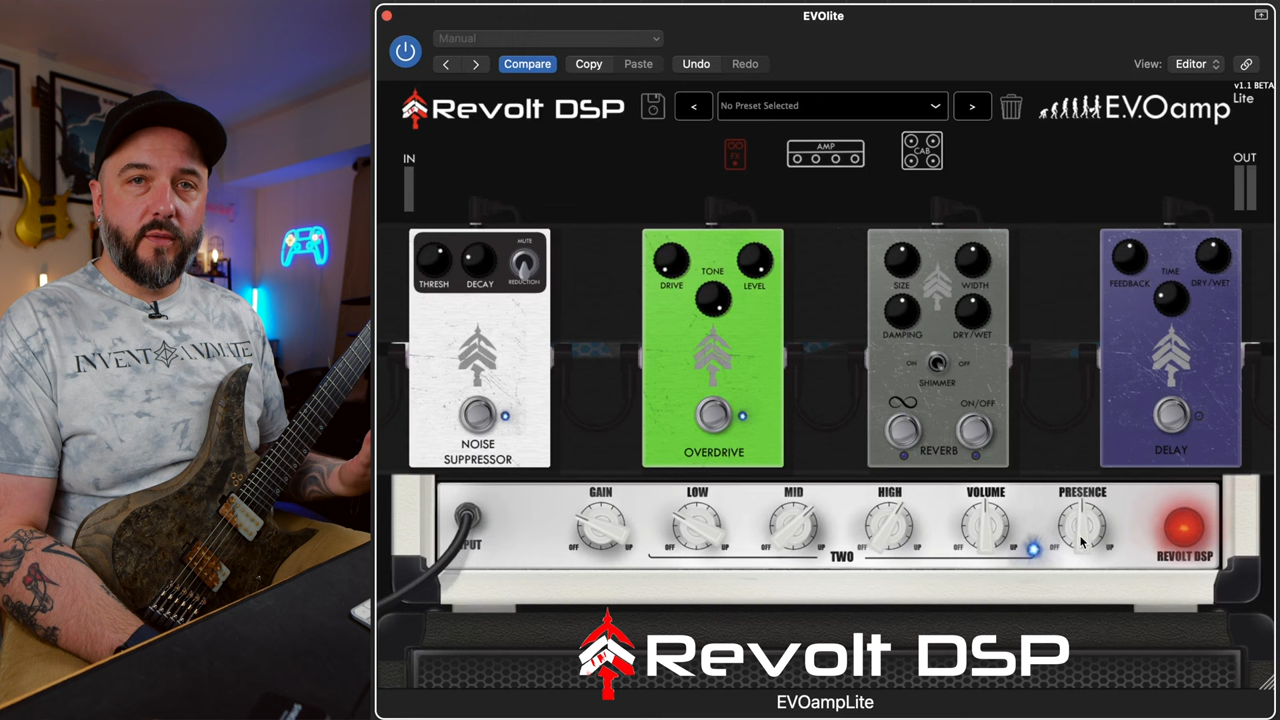 EVOlite
Manual
Compare
Copy
Paste
Undo
Redo
View:
Editor
Revolt DSP
<
No Preset Selected
>
E.V.Oamp
v1.1 BETA
Lite
FX
AMP
CAB
IN
OUT
THRESH
DECAY
MUTE
REDUCTION
NOISE
SUPPRESSOR
DRIVE
TONE
LEVEL
OVERDRIVE
SIZE
WIDTH
DAMPING
DRY/WET
ON
OFF
SHIMMER
∞
ON/OFF
REVERB
FEEDBACK
TIME
DRY/WET
DELAY
INVENT ANIMATE
GAIN
LOW
MID
HIGH
VOLUME
PRESENCE
PUT
OFF UP
OFF UP
OFF UP
OFF UP
OFF UP
OFF UP
TWO
REVOLT DSP
Revolt DSP
EVOampLite